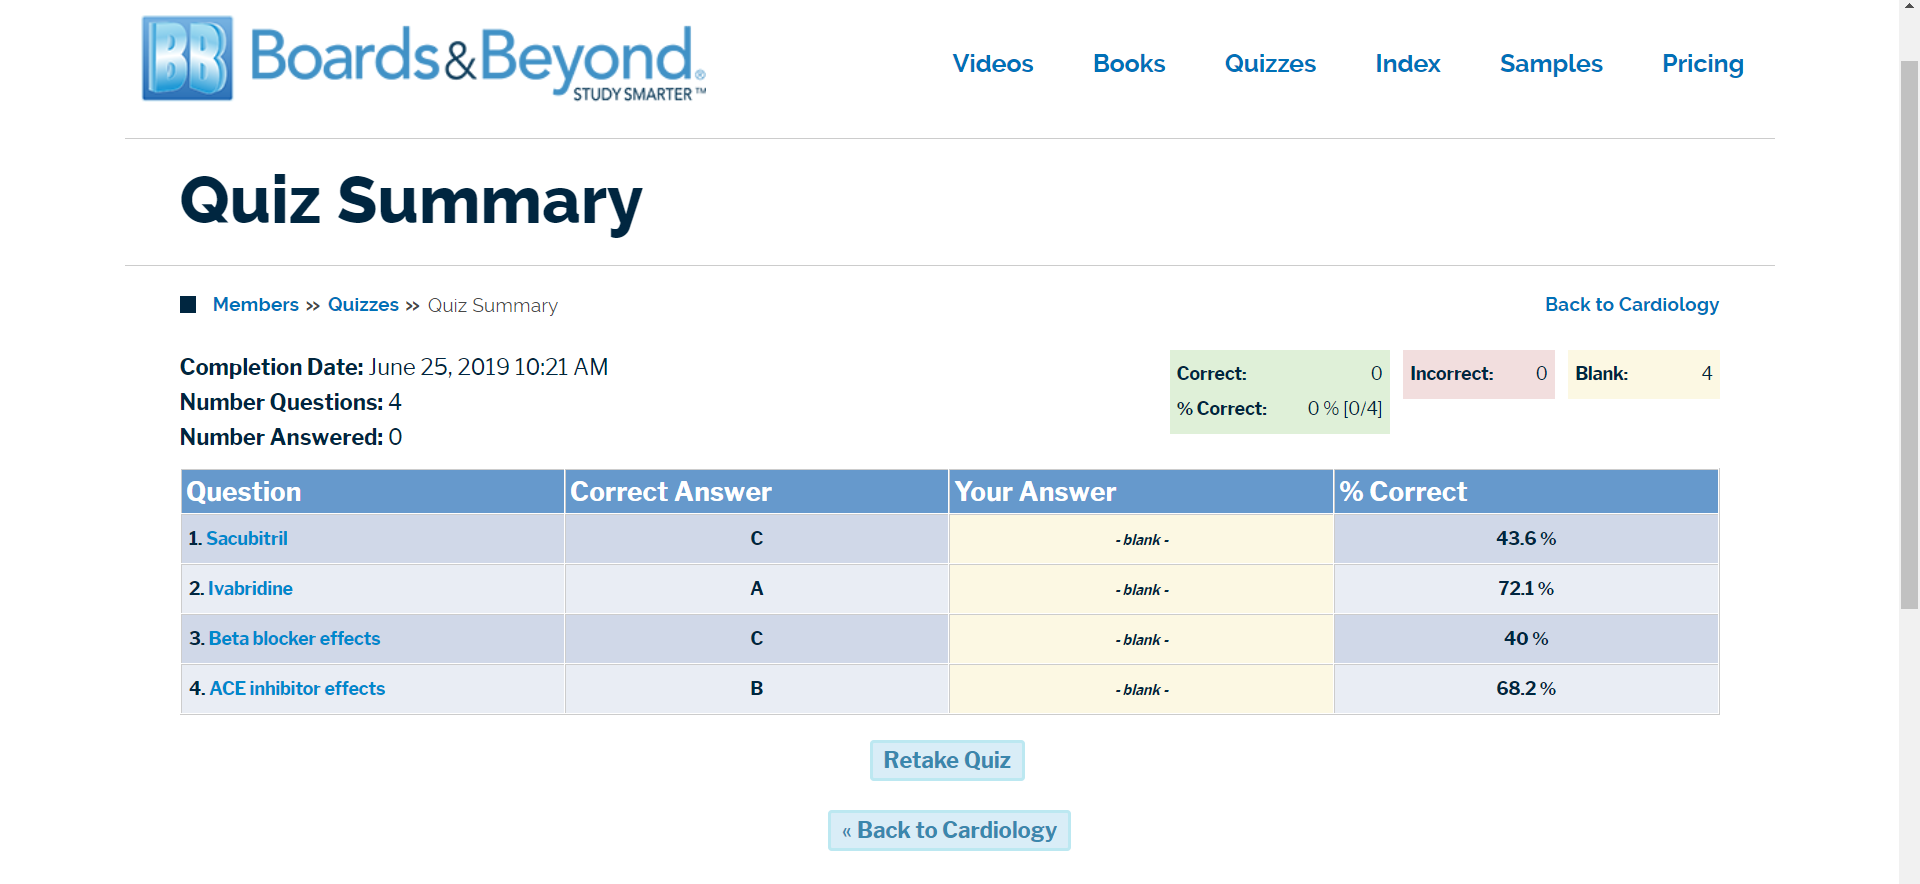 BB Boards&Beyond®
STUDY SMARTER™
Videos Books Quizzes Index Samples Pricing
Quiz Summary
Members » Quizzes » Quiz Summary
Back to Cardiology
Completion Date: June 25, 2019 10:21 AM
Number Questions: 4
Number Answered: 0
Correct: 0
% Correct: 0 % [0/4]
Incorrect: 0
Blank: 4
Question Correct Answer Your Answer % Correct
1. Sacubitril C - blank - 43.6 %
2. Ivabridine A - blank - 72.1 %
3. Beta blocker effects C - blank - 40 %
4. ACE inhibitor effects B - blank - 68.2 %
Retake Quiz
« Back to Cardiology